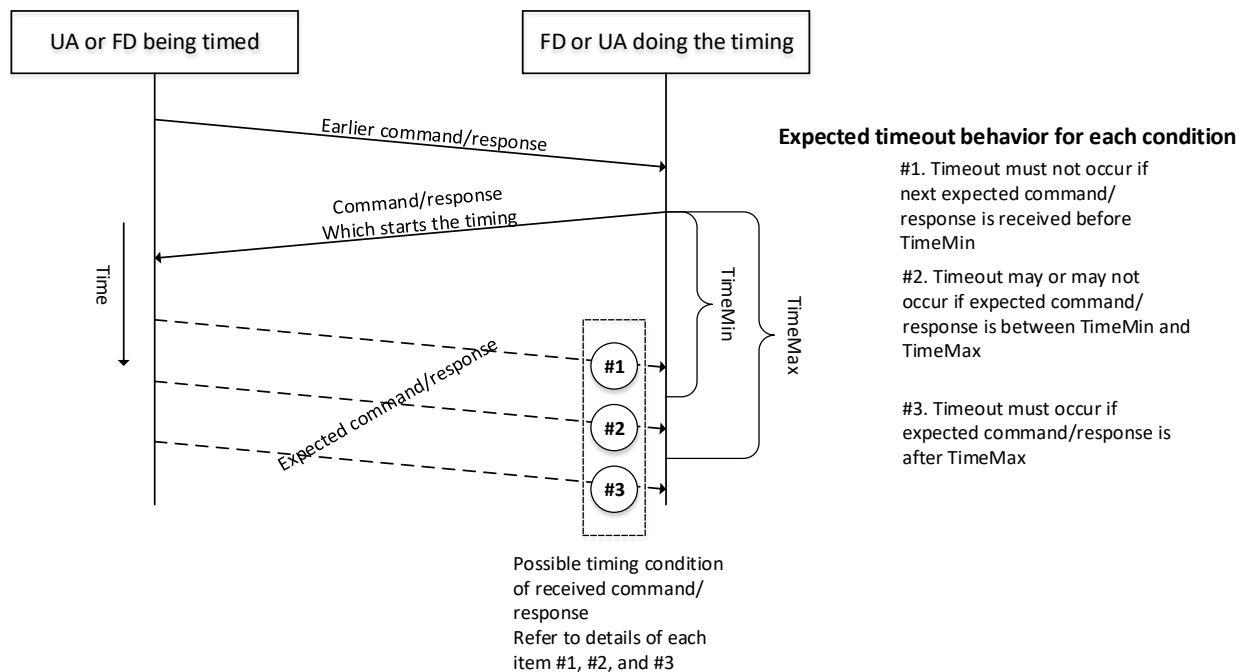 UA or FD being timed
FD or UA doing the timing
Earlier command/response
Expected timeout behavior for each condition
#1. Timeout must not occur if
next expected command/
response is received before
TimeMin
Command/response
Which starts the timing
Time
TimeMin
TimeMax
#2. Timeout may or may not
occur if expected command/
response is between TimeMin and
TimeMax
Expected command/response
#1
#2
#3
#3. Timeout must occur if
expected command/response is
after TimeMax
Possible timing condition
of received command/
response
Refer to details of each
item #1, #2, and #3